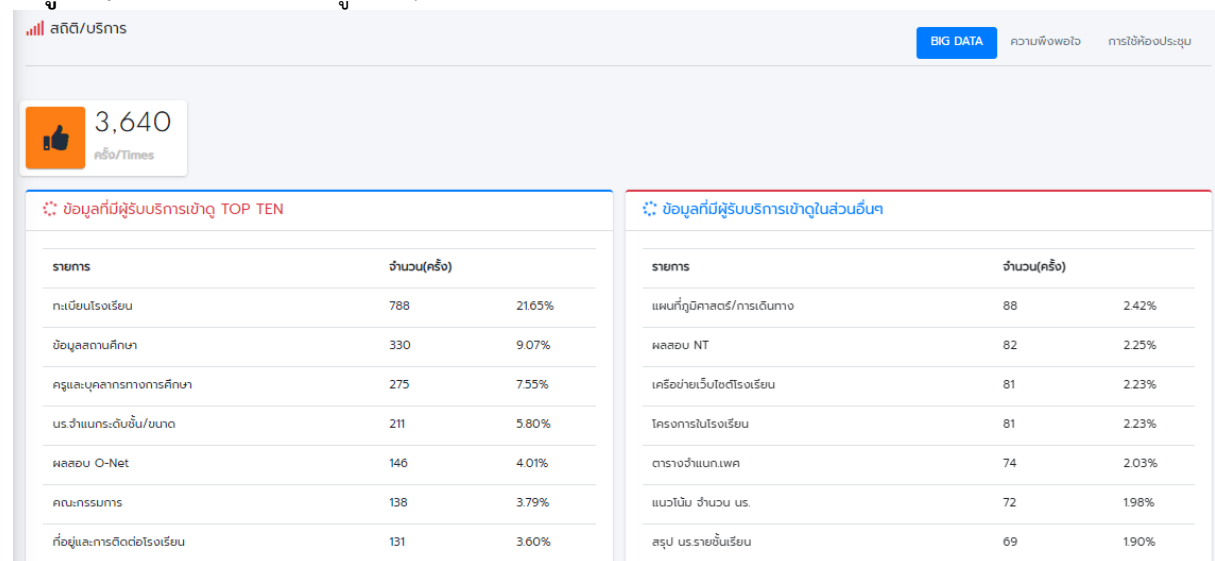 สถิติ/บริการ
BIG DATA ความพึงพอใจ การใช้ห้องประชุม
3,640
ครั้ง/Times
ข้อมูลที่มีผู้รับบริการเข้าดู TOP TEN
รายการ จำนวน(ครั้ง)
ทะเบียนโรงเรียน 788 21.65%
ข้อมูลสถานศึกษา 330 9.07%
ครูและบุคลากรทางการศึกษา 275 7.55%
นร.จำแนกระดับชั้น/ขนาด 211 5.80%
ผลสอบ O-Net 146 4.01%
คณะกรรมการ 138 3.79%
ที่อยู่และการติดต่อโรงเรียน 131 3.60%
ข้อมูลที่มีผู้รับบริการเข้าดูในส่วนอื่นๆ
รายการ จำนวน(ครั้ง)
แผนที่ภูมิศาสตร์/การเดินทาง 88 2.42%
ผลสอบ NT 82 2.25%
เครือข่ายเว็บไซต์โรงเรียน 81 2.23%
โครงการในโรงเรียน 81 2.23%
ตารางจำแนก.เพศ 74 2.03%
แนวโน้ม จำนวน นร. 72 1.98%
สรุป นร.รายชั้นเรียน 69 1.90%